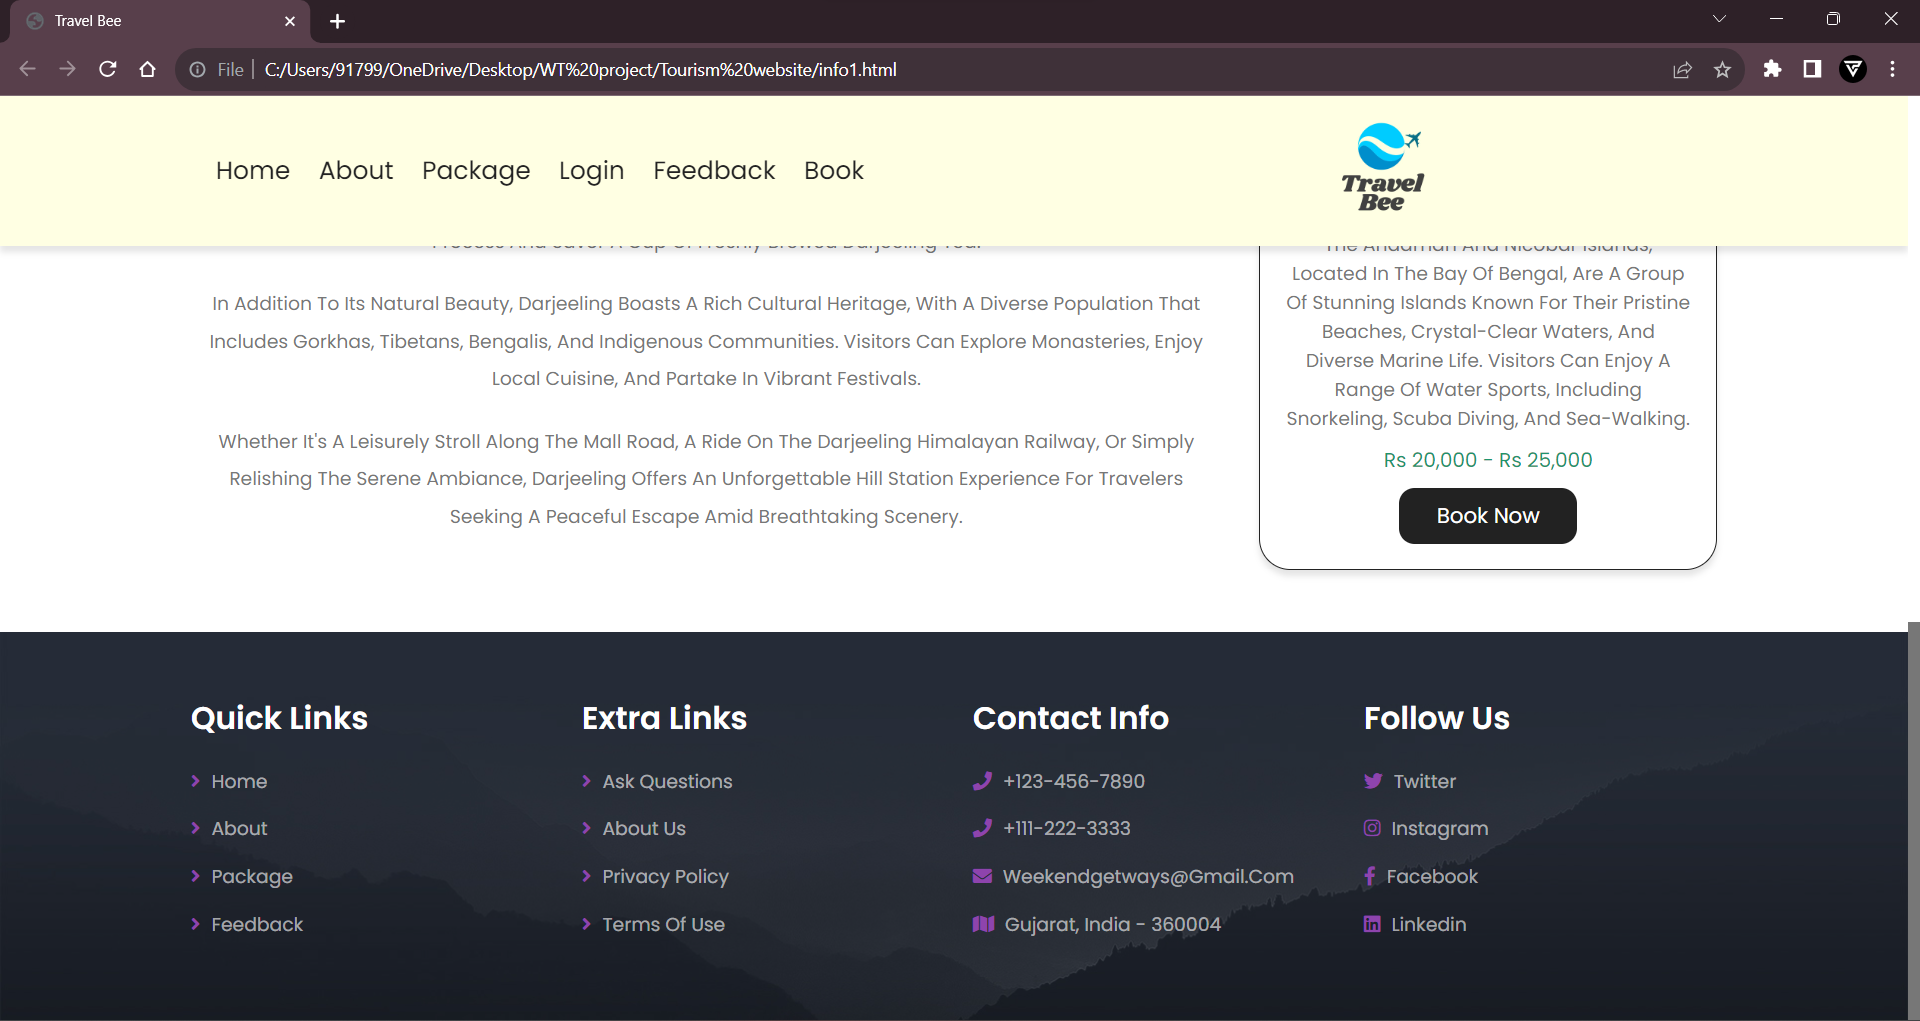 Travel Bee
File
C:/Users/91799/OneDrive/Desktop/WT%20project/Tourism%20website/info1.html
Home About Package Login Feedback Book
Travel
Bee
In Addition To Its Natural Beauty, Darjeeling Boasts A Rich Cultural Heritage, With A Diverse Population That
Includes Gorkhas, Tibetans, Bengalis, And Indigenous Communities. Visitors Can Explore Monasteries, Enjoy
Local Cuisine, And Partake In Vibrant Festivals.
Whether It's A Leisurely Stroll Along The Mall Road, A Ride On The Darjeeling Himalayan Railway, Or Simply
Relishing The Serene Ambiance, Darjeeling Offers An Unforgettable Hill Station Experience For Travelers
Seeking A Peaceful Escape Amid Breathtaking Scenery.
The Andaman And Nicobar Islands,
Located In The Bay Of Bengal, Are A Group
Of Stunning Islands Known For Their Pristine
Beaches, Crystal-Clear Waters, And
Diverse Marine Life. Visitors Can Enjoy A
Range Of Water Sports, Including
Snorkeling, Scuba Diving, And Sea-Walking.
Rs 20,000 - Rs 25,000
Book Now
Quick Links
Home
About
Package
Feedback
Extra Links
Ask Questions
About Us
Privacy Policy
Terms Of Use
Contact Info
+123-456-7890
+111-222-3333
Weekendgetways@Gmail.Com
Gujarat, India - 360004
Follow Us
Twitter
Instagram
Facebook
Linkedin